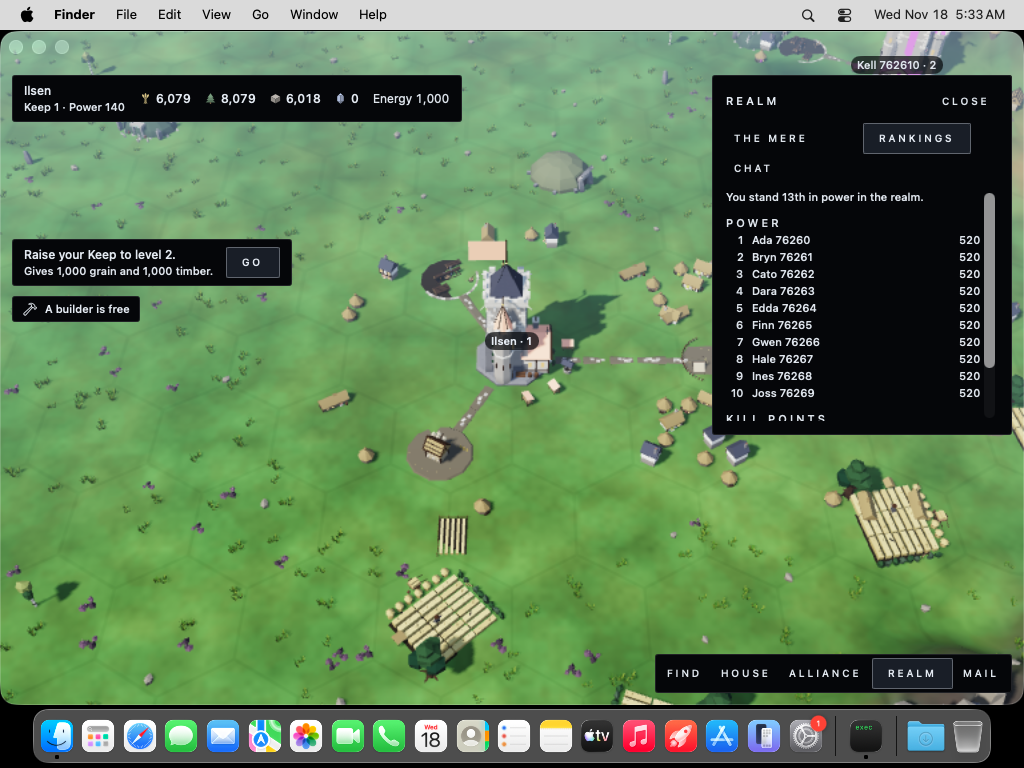 Finder File Edit View Go Window Help Wed Nov 18 5:33 AM
Kell 762610 · 2
Ilsen
Keep 1 · Power 140
6,079 8,079 6,018 0 Energy 1,000
REALM CLOSE
THE MERE RANKINGS
CHAT
You stand 13th in power in the realm.
POWER
1 Ada 76260 520
2 Bryn 76261 520
3 Cato 76262 520
4 Dara 76263 520
5 Edda 76264 520
6 Finn 76265 520
7 Gwen 76266 520
8 Hale 76267 520
9 Ines 76268 520
10 Joss 76269 520
KILL POINTS
Raise your Keep to level 2.
Gives 1,000 grain and 1,000 timber.
GO
A builder is free
Ilsen · 1
FIND HOUSE ALLIANCE REALM MAIL
Wed
18
tv
1
exec